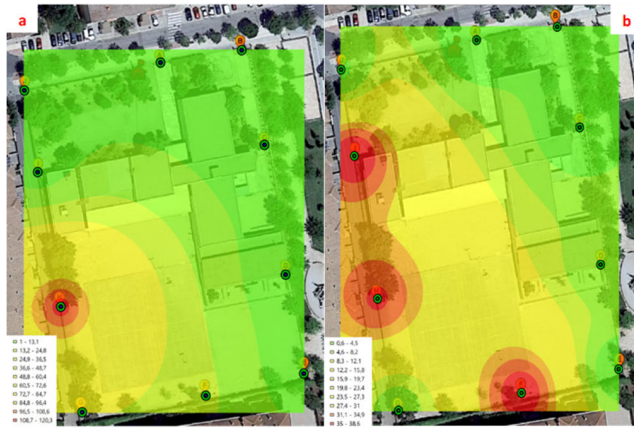 a
b
1 – 13,1
13,2 – 24,8
24,9 – 36,5
36,6 – 48,7
48,8 – 60,4
60,5 – 72,6
72,7 – 84,7
84,8 – 96,4
96,5 – 108,6
108,7 – 120,3
0,6 – 4,5
4,6 – 8,2
8,3 – 12,1
12,2 – 15,8
15,9 – 19,7
19,8 – 23,4
23,5 – 27,3
27,4 – 31
31,1 – 34,9
35 – 38,6